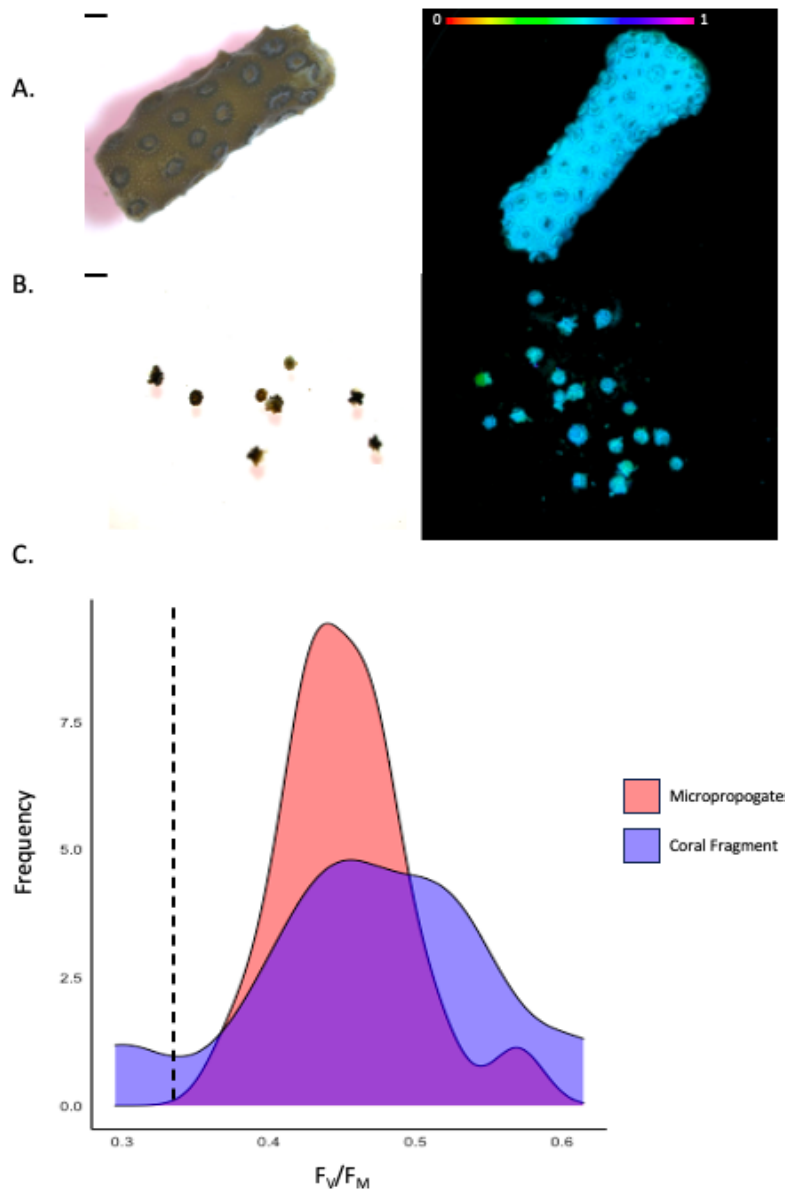 0 1
A.
B.
C.
7.5
5.0
2.5
0.0
Frequency
0.3 0.4 0.5 0.6
Fᵥ/Fₘ
Micropropogates
Coral Fragment